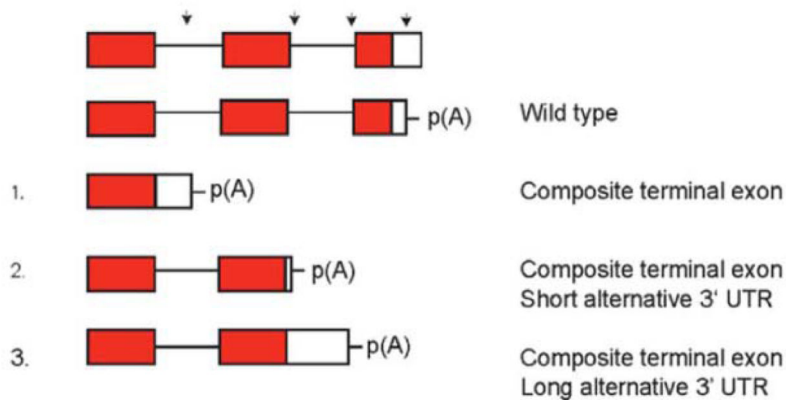 p(A) Wild type
1. p(A) Composite terminal exon
2. p(A) Composite terminal exon
Short alternative 3' UTR
3. p(A) Composite terminal exon
Long alternative 3' UTR